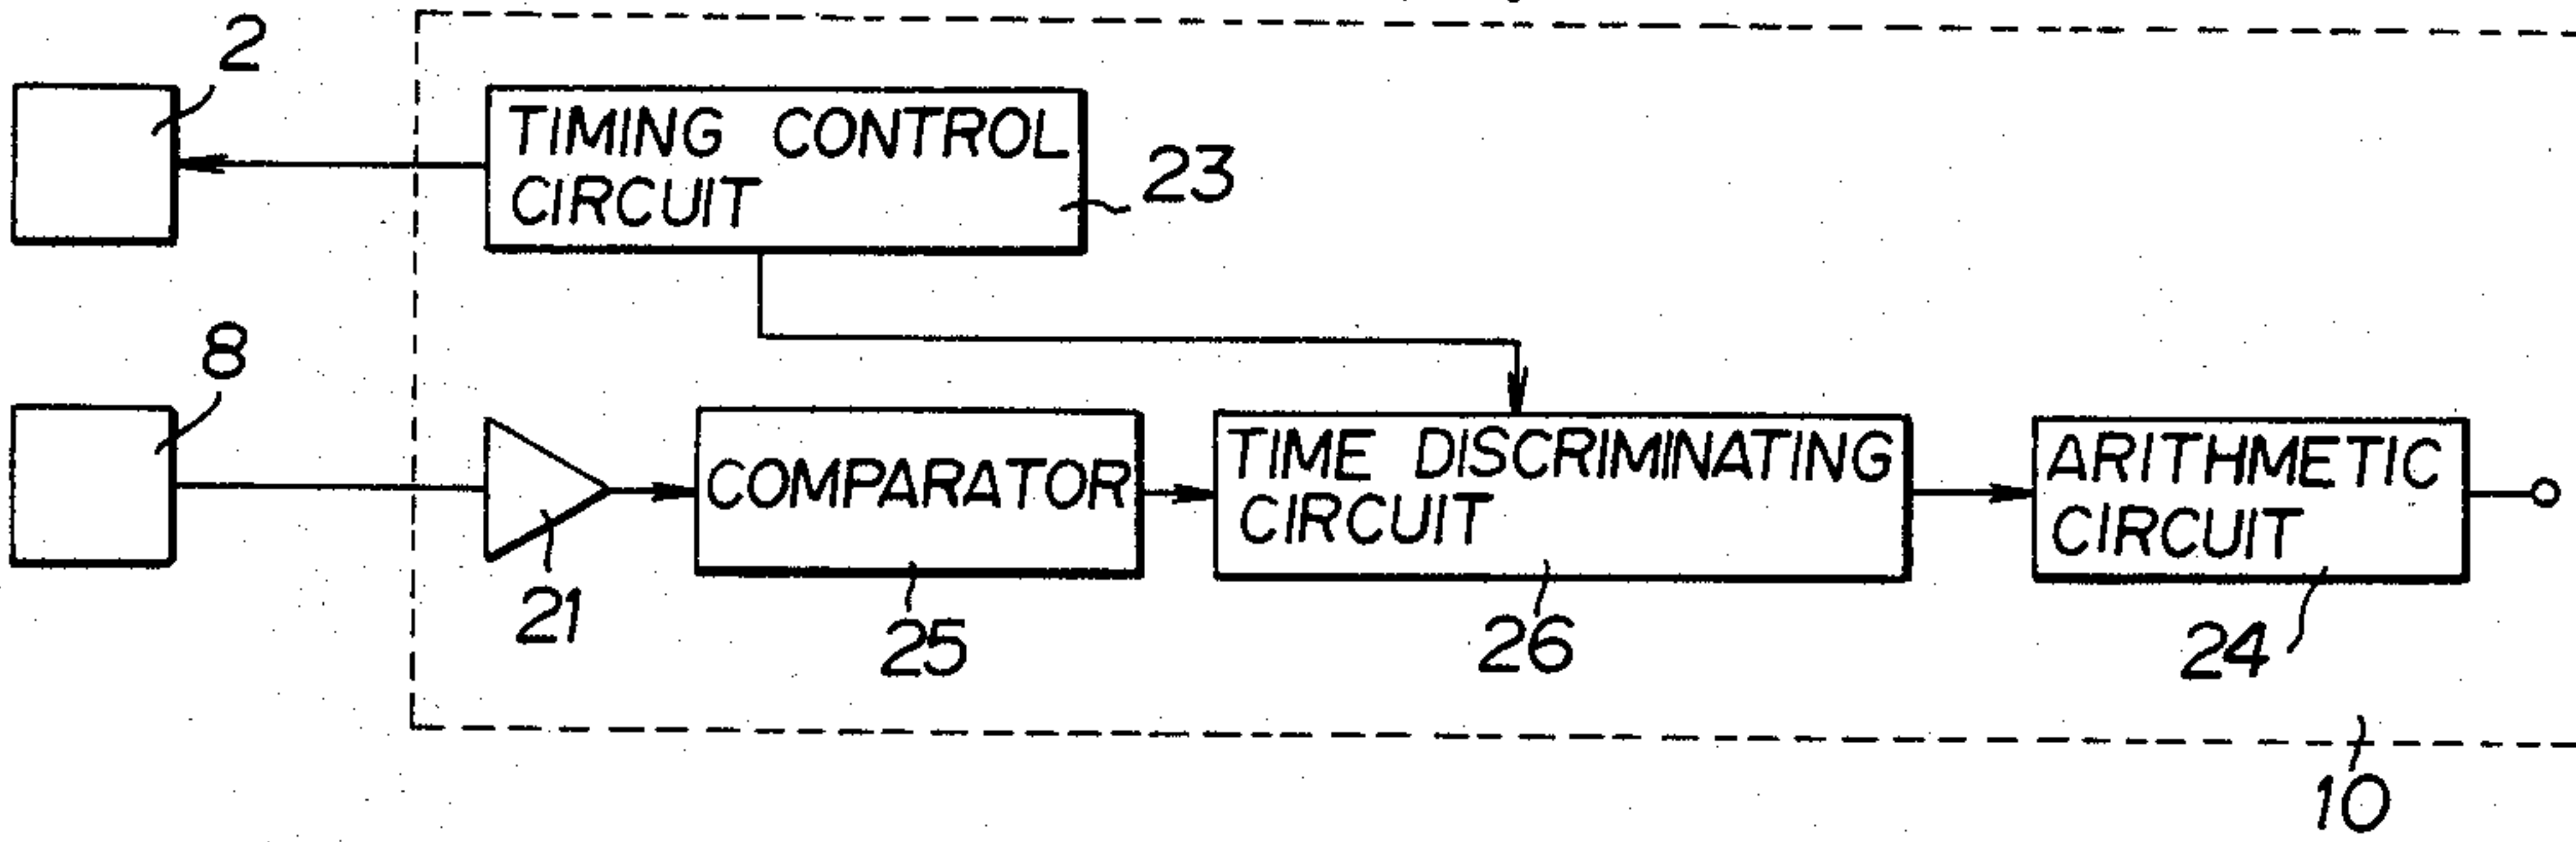 2
TIMING CONTROL
CIRCUIT
23
8
COMPARATOR
TIME DISCRIMINATING
CIRCUIT
ARITHMETIC
CIRCUIT
21
25
26
24
10